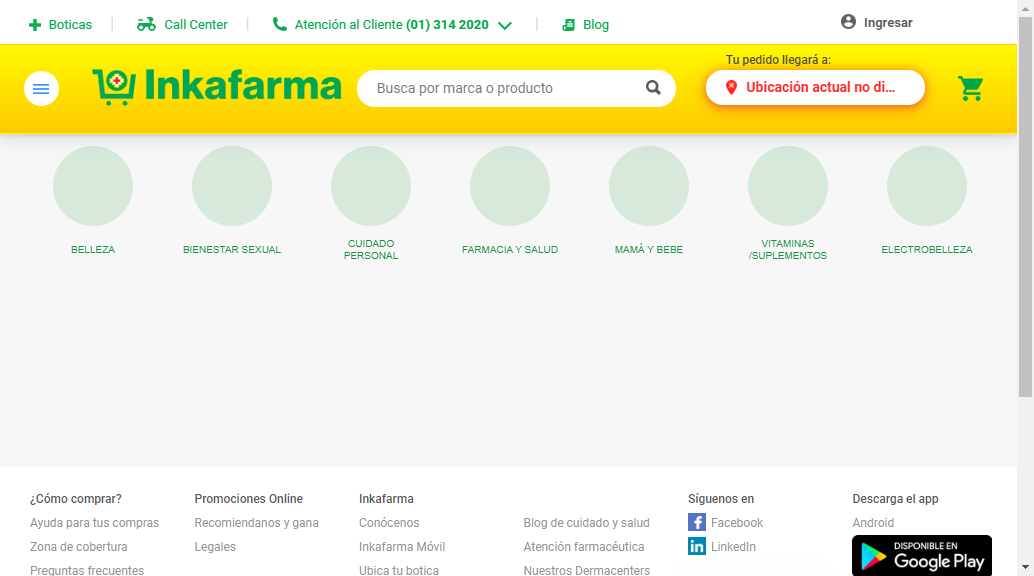 Boticas
Call Center
Atención al Cliente (01) 314 2020
Blog
Ingresar
Inkafarma
Busca por marca o producto
Tu pedido llegará a:
Ubicación actual no di...
BELLEZA
BIENESTAR SEXUAL
CUIDADO
PERSONAL
FARMACIA Y SALUD
MAMÁ Y BEBE
VITAMINAS
/SUPLEMENTOS
ELECTROBELLEZA
¿Cómo comprar?
Ayuda para tus compras
Zona de cobertura
Preguntas frecuentes
Promociones Online
Recomiendanos y gana
Legales
Inkafarma
Conócenos
Inkafarma Móvil
Ubica tu botica
Blog de cuidado y salud
Atención farmacéutica
Nuestros Dermacenters
Síguenos en
Facebook
LinkedIn
Descarga el app
Android
DISPONIBLE EN
Google Play